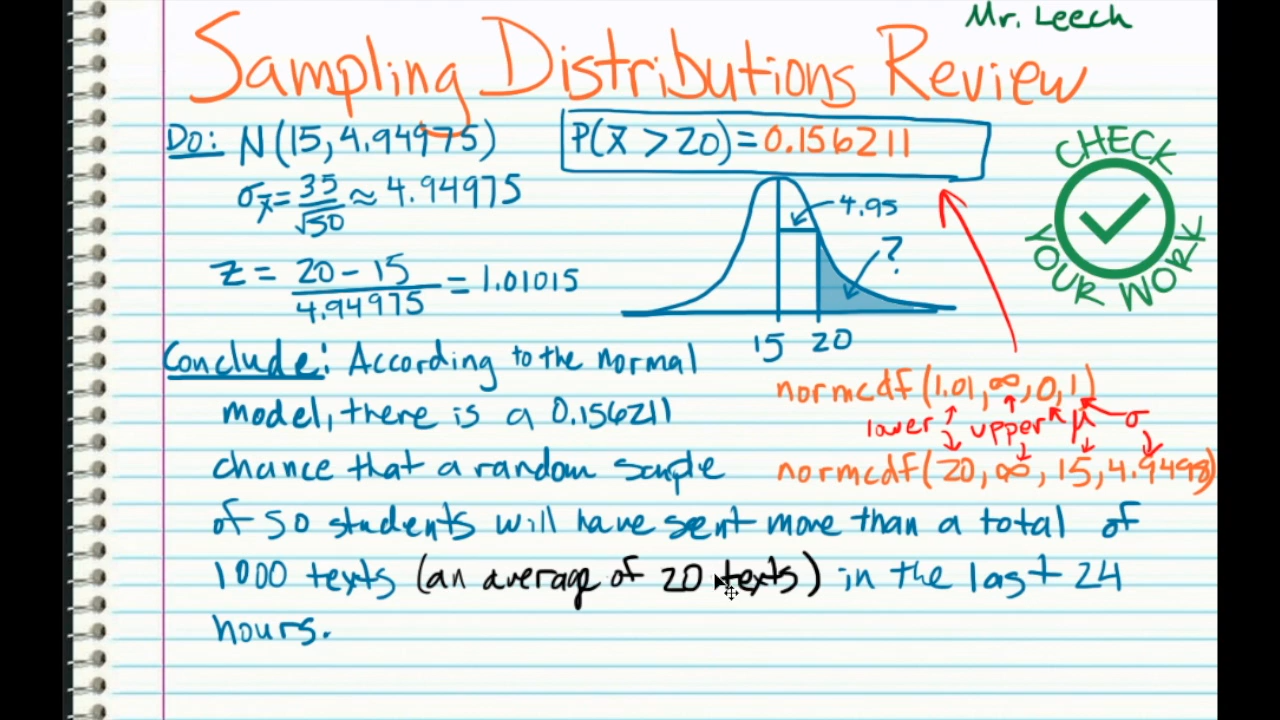 Mr. Leech
Sampling Distributions Review
Do: N(15, 4.94975)
P(x̄ > 20) = 0.156211
σx̄ = 35/√50 ≈ 4.94975
z = 20 - 15 / 4.94975 = 1.01015
4.95
?
15 20
CHECK
YOUR WORK
Conclude: According to the normal
model, there is a 0.156211
chance that a random sample
of 50 students will have sent more than a total of
1000 texts (an average of 20 texts) in the last 24
hours.
normcdf(1.01, ∞, 0, 1)
lower upper μ σ
normcdf(20, ∞, 15, 4.9498)